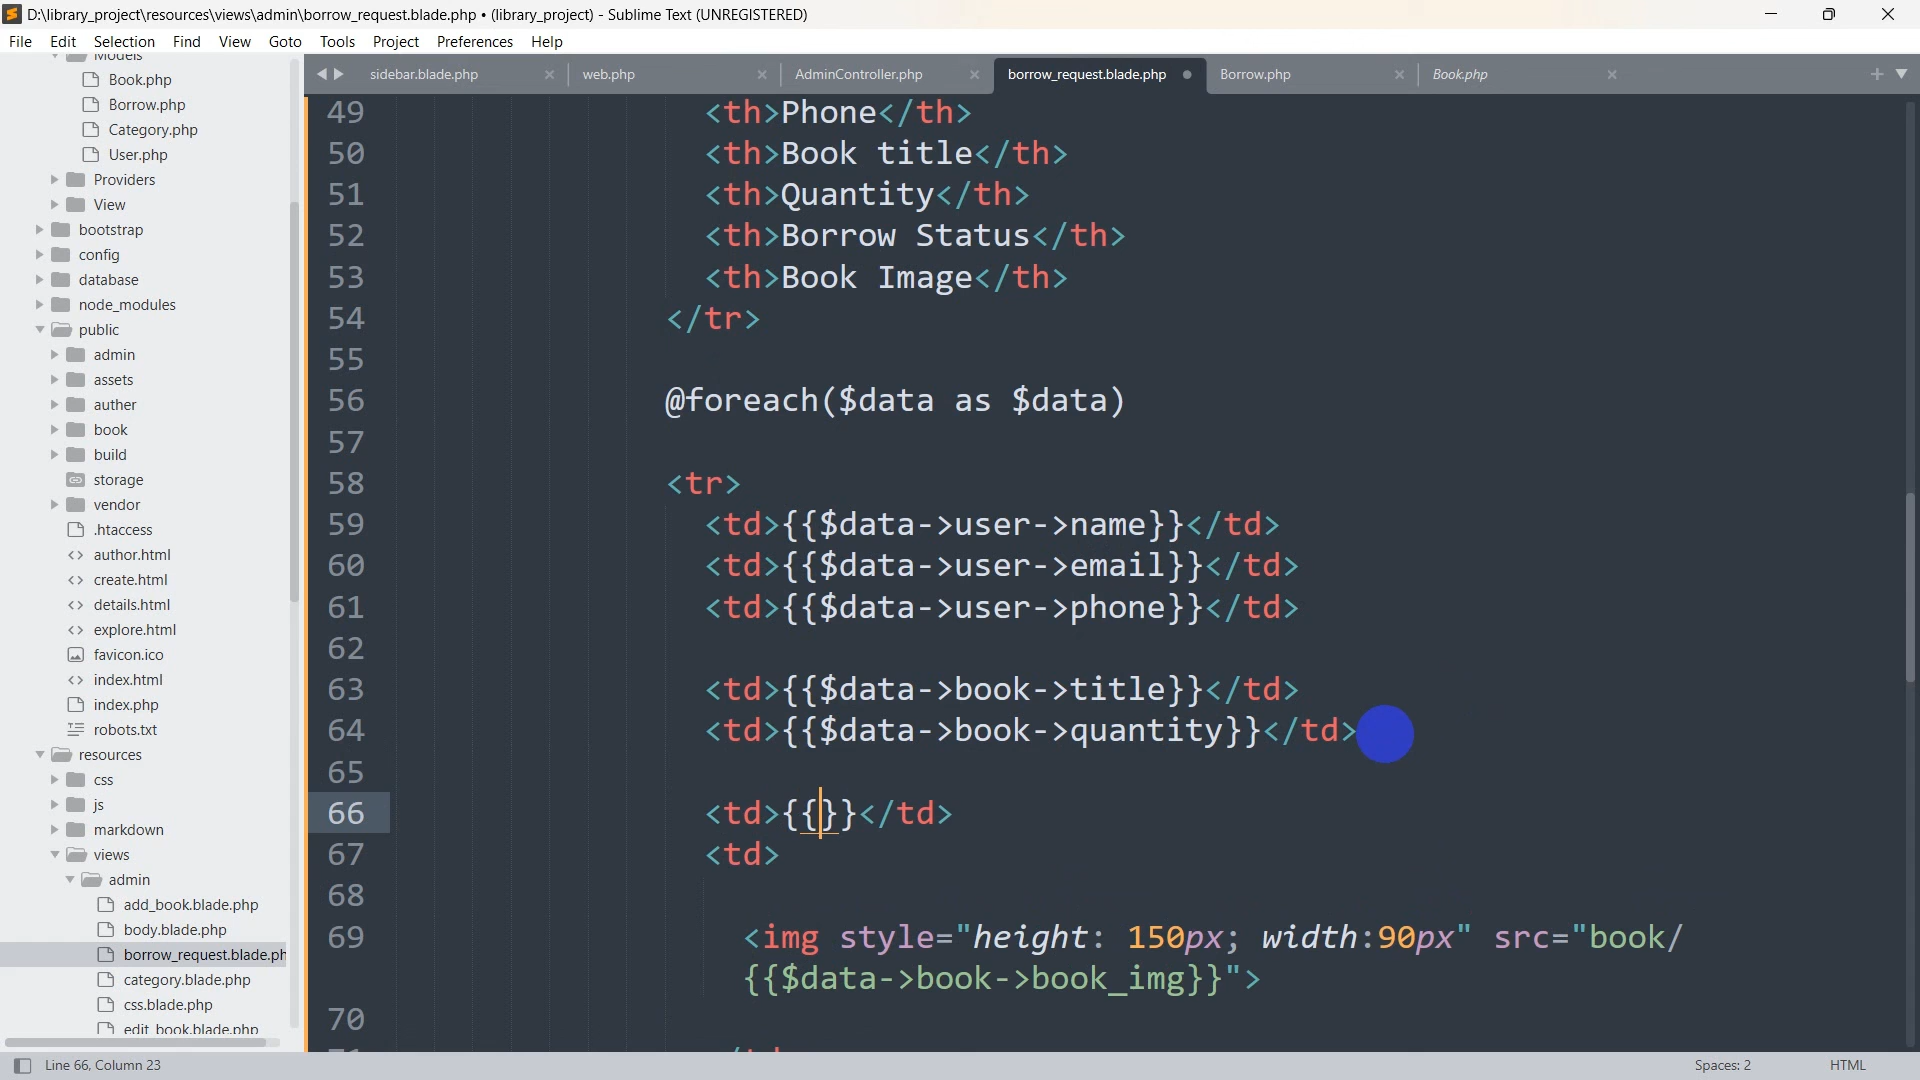 D:\library_project\resources\views\admin\borrow_request.blade.php • (library_project) - Sublime Text (UNREGISTERED)
File Edit Selection Find View Goto Tools Project Preferences Help
sidebar.blade.php web.php AdminController.php borrow_request.blade.php Borrow.php Book.php
Models
Book.php
Borrow.php
Category.php
User.php
Providers
View
bootstrap
config
database
node_modules
public
admin
assets
auther
book
build
storage
vendor
.htaccess
author.html
create.html
details.html
explore.html
favicon.ico
index.html
index.php
robots.txt
resources
css
js
markdown
views
admin
add_book.blade.php
body.blade.php
borrow_request.blade.ph
category.blade.php
css.blade.php
edit_book.blade.php
49 <th>Phone</th>
50 <th>Book title</th>
51 <th>Quantity</th>
52 <th>Borrow Status</th>
53 <th>Book Image</th>
54 </tr>
55
56 @foreach($data as $data)
57
58 <tr>
59 <td>{{$data->user->name}}</td>
60 <td>{{$data->user->email}}</td>
61 <td>{{$data->user->phone}}</td>
62
63 <td>{{$data->book->title}}</td>
64 <td>{{$data->book->quantity}}</td>
65
66 <td>{{}}</td>
67 <td>
68
69 <img style="height: 150px; width:90px" src="book/
{{$data->book->book_img}}">
70
Line 66, Column 23 Spaces: 2 HTML